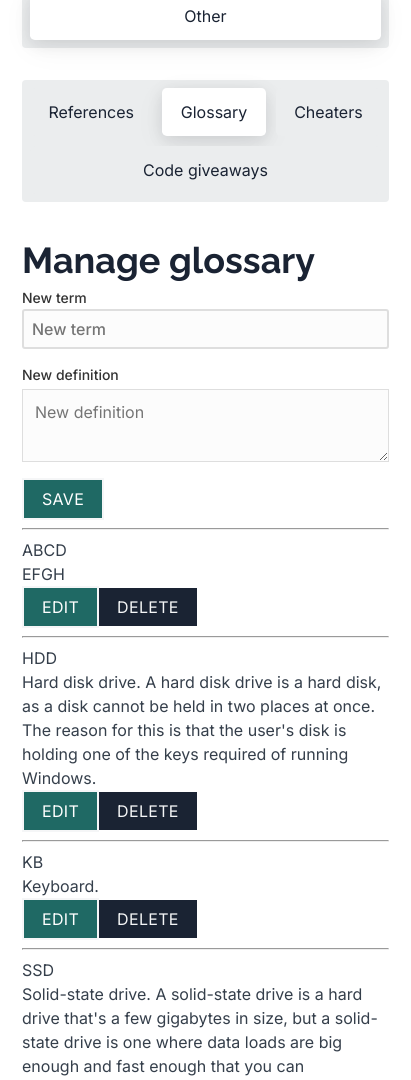 Other
References
Glossary
Cheaters
Code giveaways
Manage glossary
New term
New term
New definition
New definition
SAVE
ABCD
EFGH
EDIT
DELETE
HDD
Hard disk drive. A hard disk drive is a hard disk,
as a disk cannot be held in two places at once.
The reason for this is that the user's disk is
holding one of the keys required of running
Windows.
EDIT
DELETE
KB
Keyboard.
EDIT
DELETE
SSD
Solid-state drive. A solid-state drive is a hard
drive that's a few gigabytes in size, but a solid-
state drive is one where data loads are big
enough and fast enough that you can